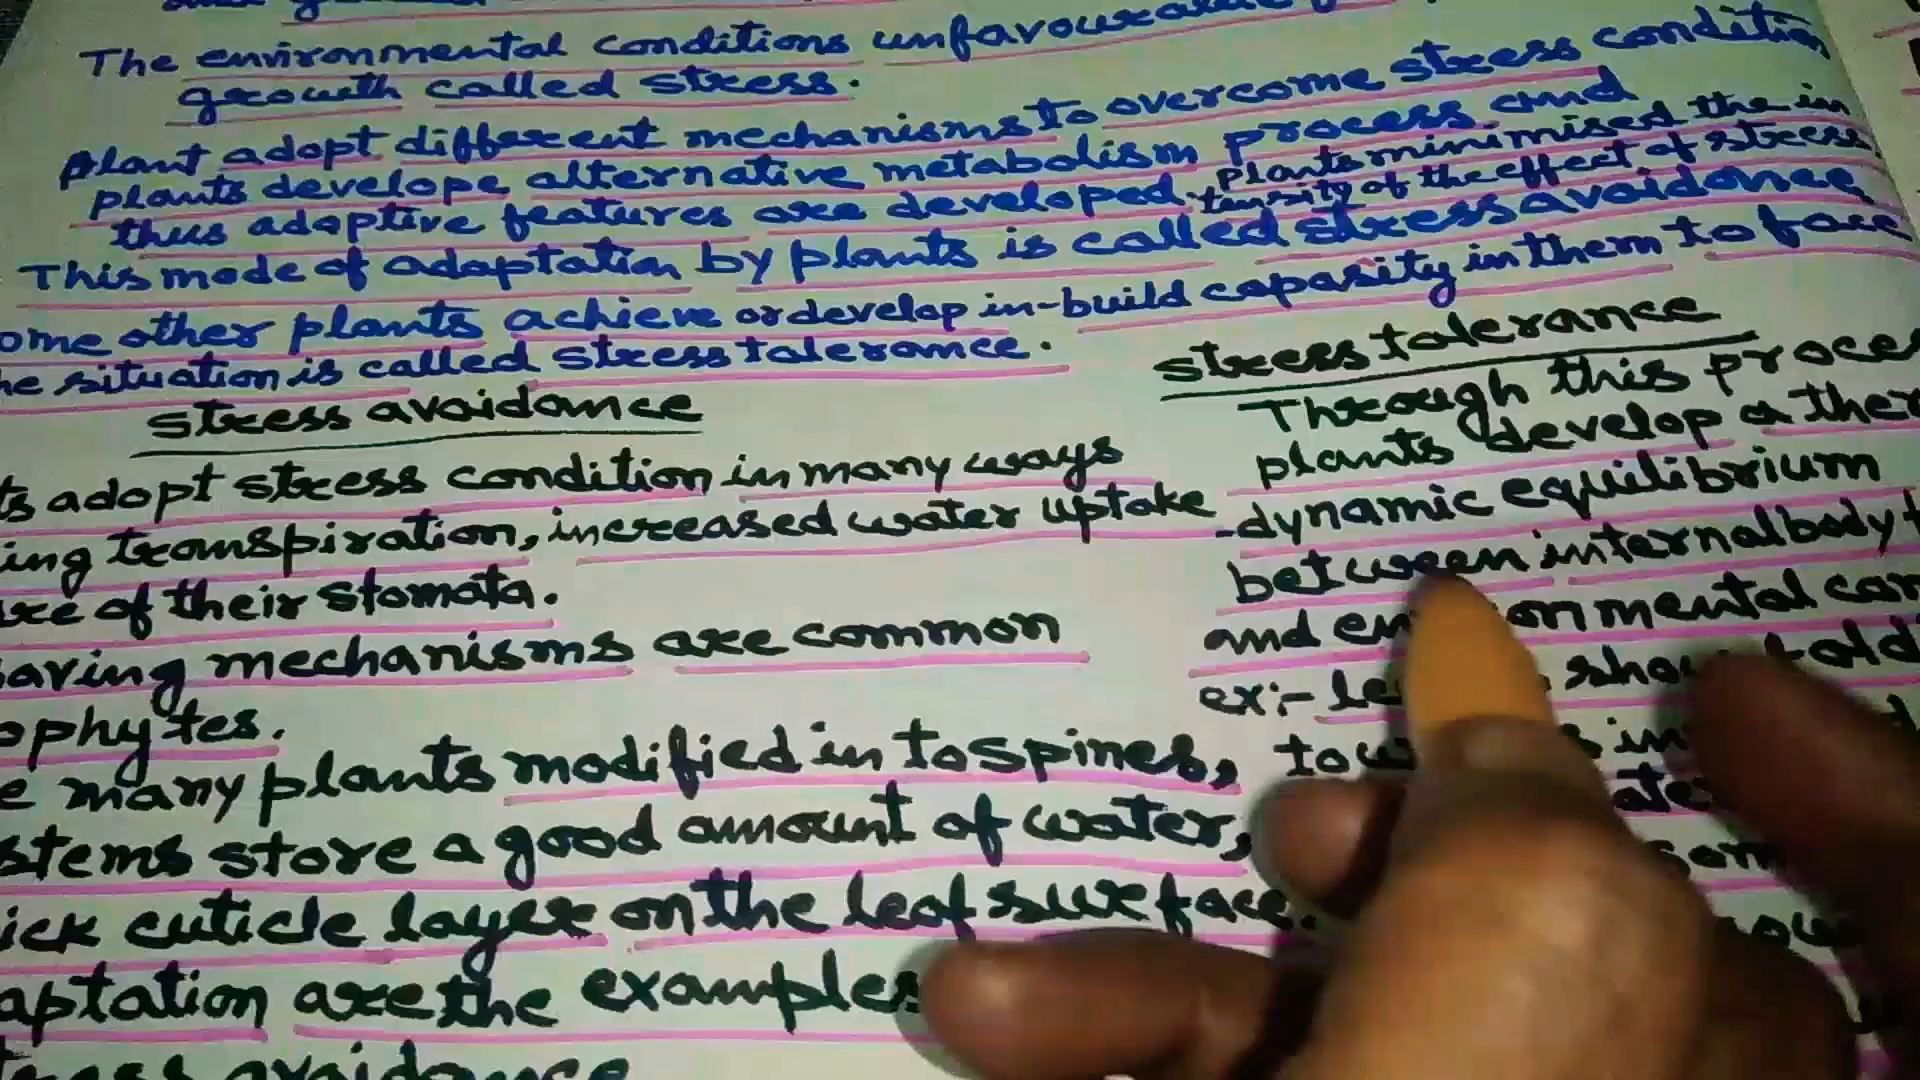 The environmental conditions
growth called stress.
plant adopt different mechanisms to overcome stress condition
plants develope alternative metabolism process and
thus adaptive features are developed. plants minimised the in
tensity of the effect of stress.
This mode of adaptation by plants is called stress avoidance
ome other plants achieve or develop in-build capasity in them to face
he situation is called stress tolerance.
stress avoidance
ts adopt stress condition in many ways
ing transpiration, increased water uptake
re of their stomata.
aving mechanisms are common
ophytes.
e many plants modified in to spines,
stems store a good amount of water,
ick cuticle layer on the leaf surface.
aptation are the examples
ress avoidance
stress tolerance
Through this proces
plants develop a ther
-dynamic equilibrium
between internal body
and environmental con
ex:-